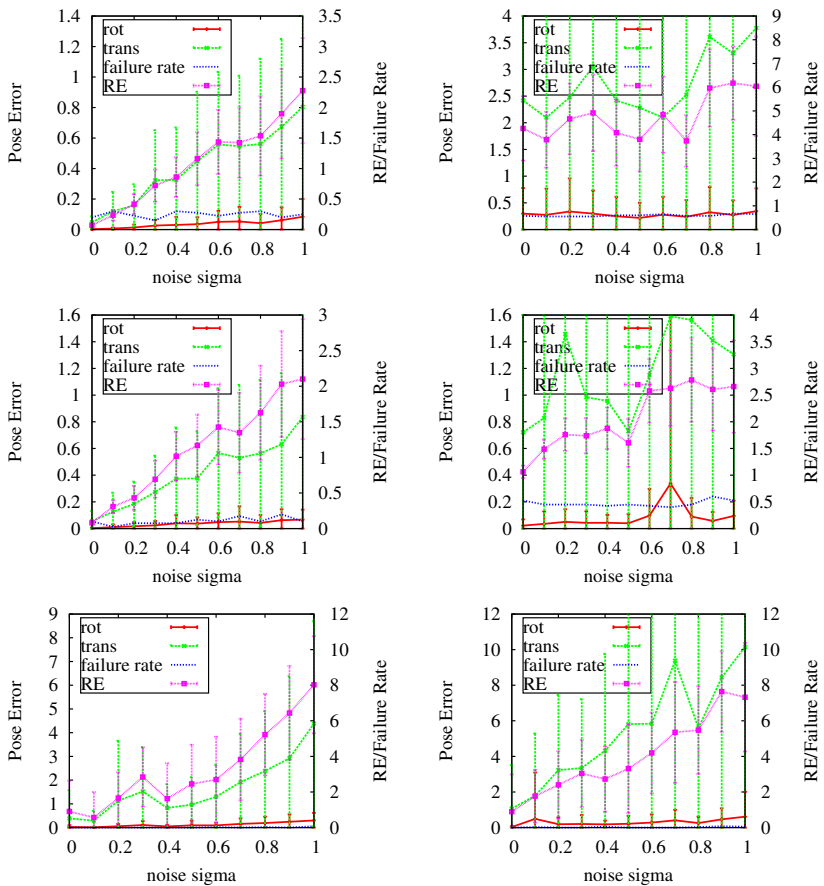 1.4
1.2
1
0.8
0.6
0.4
0.2
0
Pose Error
rot
trans
failure rate
RE
3.5
3
2.5
2
1.5
1
0.5
0
RE/Failure Rate
0 0.2 0.4 0.6 0.8 1
noise sigma
4
3.5
3
2.5
2
1.5
1
0.5
0
Pose Error
rot
trans
failure rate
RE
9
8
7
6
5
4
3
2
1
0
RE/Failure Rate
0 0.2 0.4 0.6 0.8 1
noise sigma
1.6
1.4
1.2
1
0.8
0.6
0.4
0.2
0
Pose Error
rot
trans
failure rate
RE
3
2.5
2
1.5
1
0.5
0
RE/Failure Rate
0 0.2 0.4 0.6 0.8 1
noise sigma
1.6
1.4
1.2
1
0.8
0.6
0.4
0.2
0
Pose Error
rot
trans
failure rate
RE
4
3.5
3
2.5
2
1.5
1
0.5
0
RE/Failure Rate
0 0.2 0.4 0.6 0.8 1
noise sigma
9
8
7
6
5
4
3
2
1
0
Pose Error
rot
trans
failure rate
RE
12
10
8
6
4
2
0
RE/Failure Rate
0 0.2 0.4 0.6 0.8 1
noise sigma
12
10
8
6
4
2
0
Pose Error
rot
trans
failure rate
RE
12
10
8
6
4
2
0
RE/Failure Rate
0 0.2 0.4 0.6 0.8 1
noise sigma